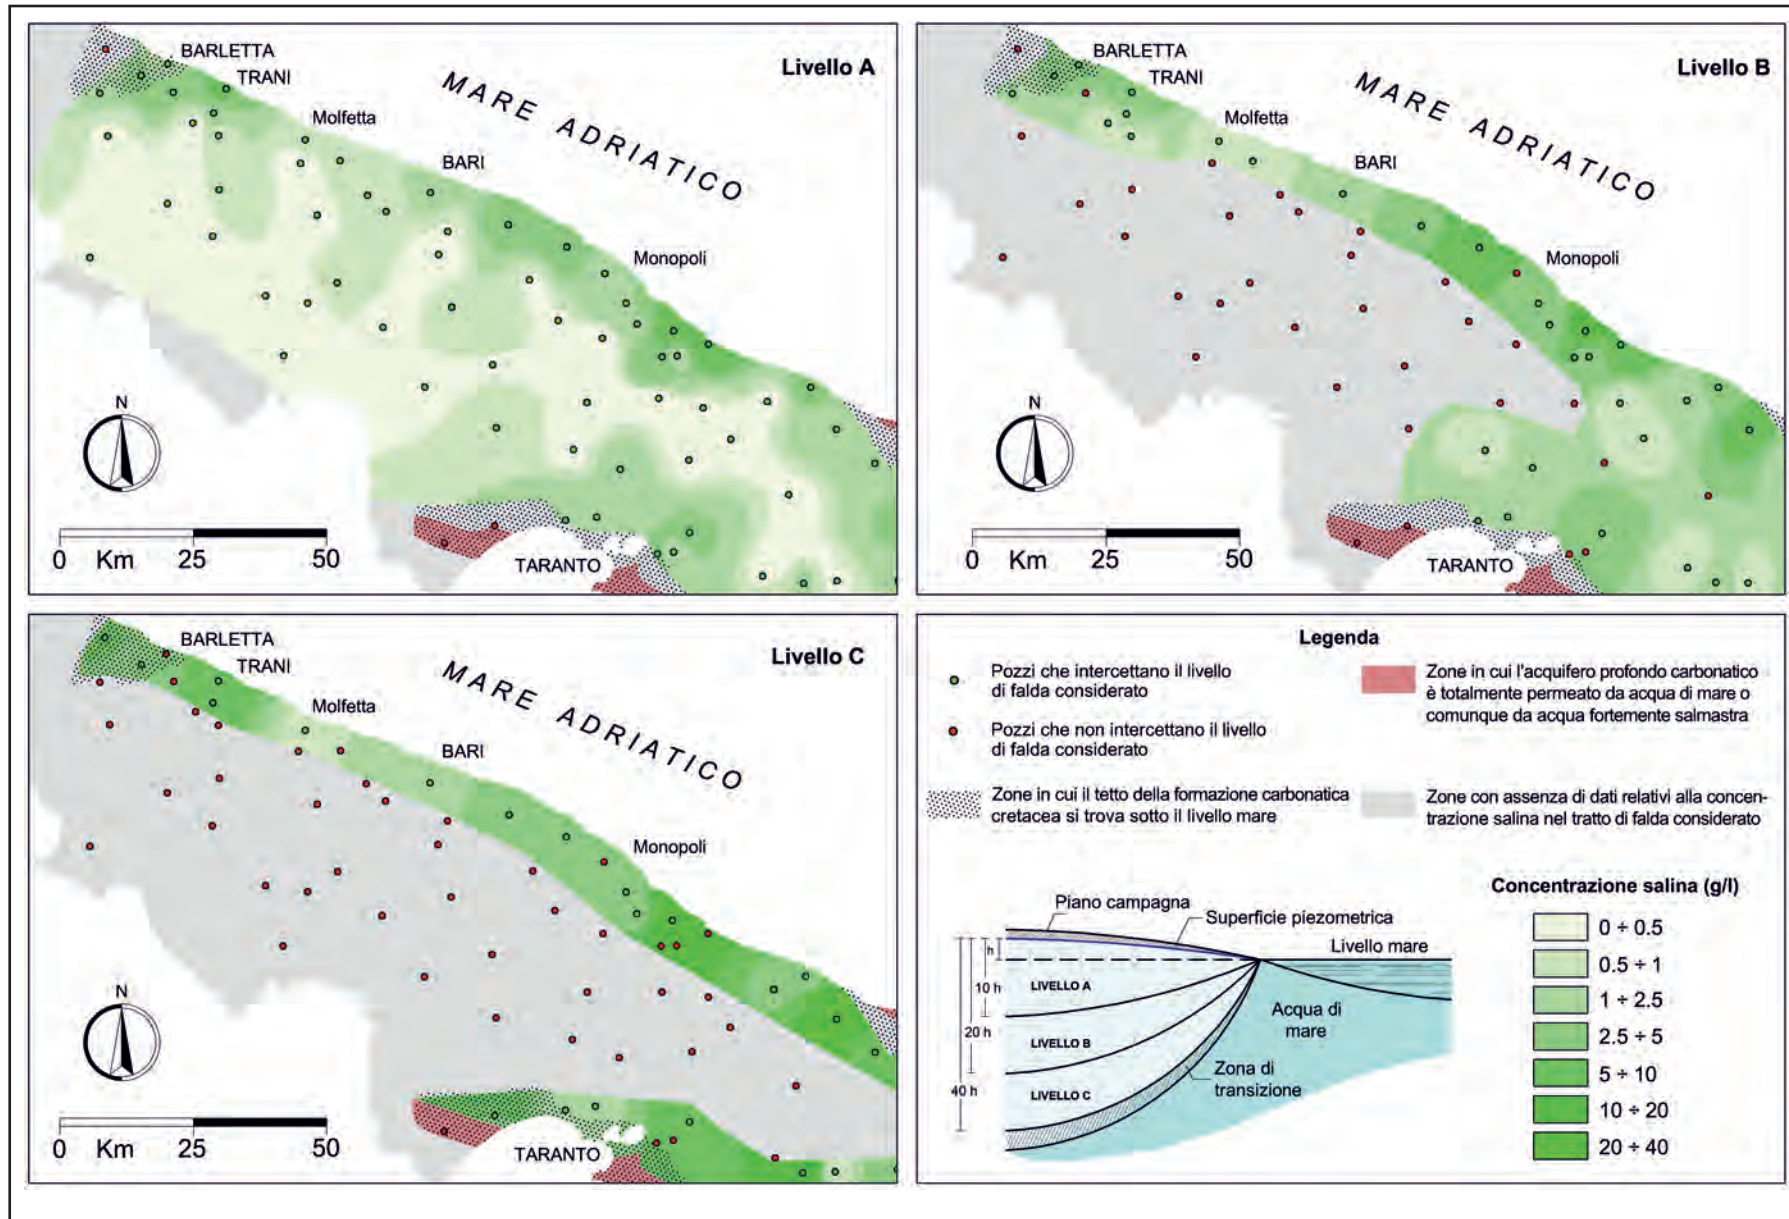 BARLETTA
TRANI
Livello A
Molfetta
MARE ADRIATICO
BARI
Monopoli
N
0 25 50
Km
TARANTO
BARLETTA
TRANI
Livello B
Molfetta
MARE ADRIATICO
BARI
Monopoli
N
0 25 50
Km
TARANTO
BARLETTA
TRANI
Livello C
Molfetta
MARE ADRIATICO
BARI
Monopoli
N
0 25 50
Km
TARANTO
Legenda
Pozzi che intercettano il livello
di falda considerato
Pozzi che non intercettano il livello
di falda considerato
Zone in cui il tetto della formazione carbonatica
cretacea si trova sotto il livello mare
Zone in cui l'acquifero profondo carbonatico
è totalmente permeato da acqua di mare o
comunque da acqua fortemente salmastra
Zone con assenza di dati relativi alla concen-
trazione salina nel tratto di falda considerato
Piano campagna
Superficie piezometrica
Livello mare
h
10 h
20 h
40 h
LIVELLO A
LIVELLO B
LIVELLO C
Acqua di
mare
Zona di
transizione
Concentrazione salina (g/l)
0 ÷ 0.5
0.5 ÷ 1
1 ÷ 2.5
2.5 ÷ 5
5 ÷ 10
10 ÷ 20
20 ÷ 40